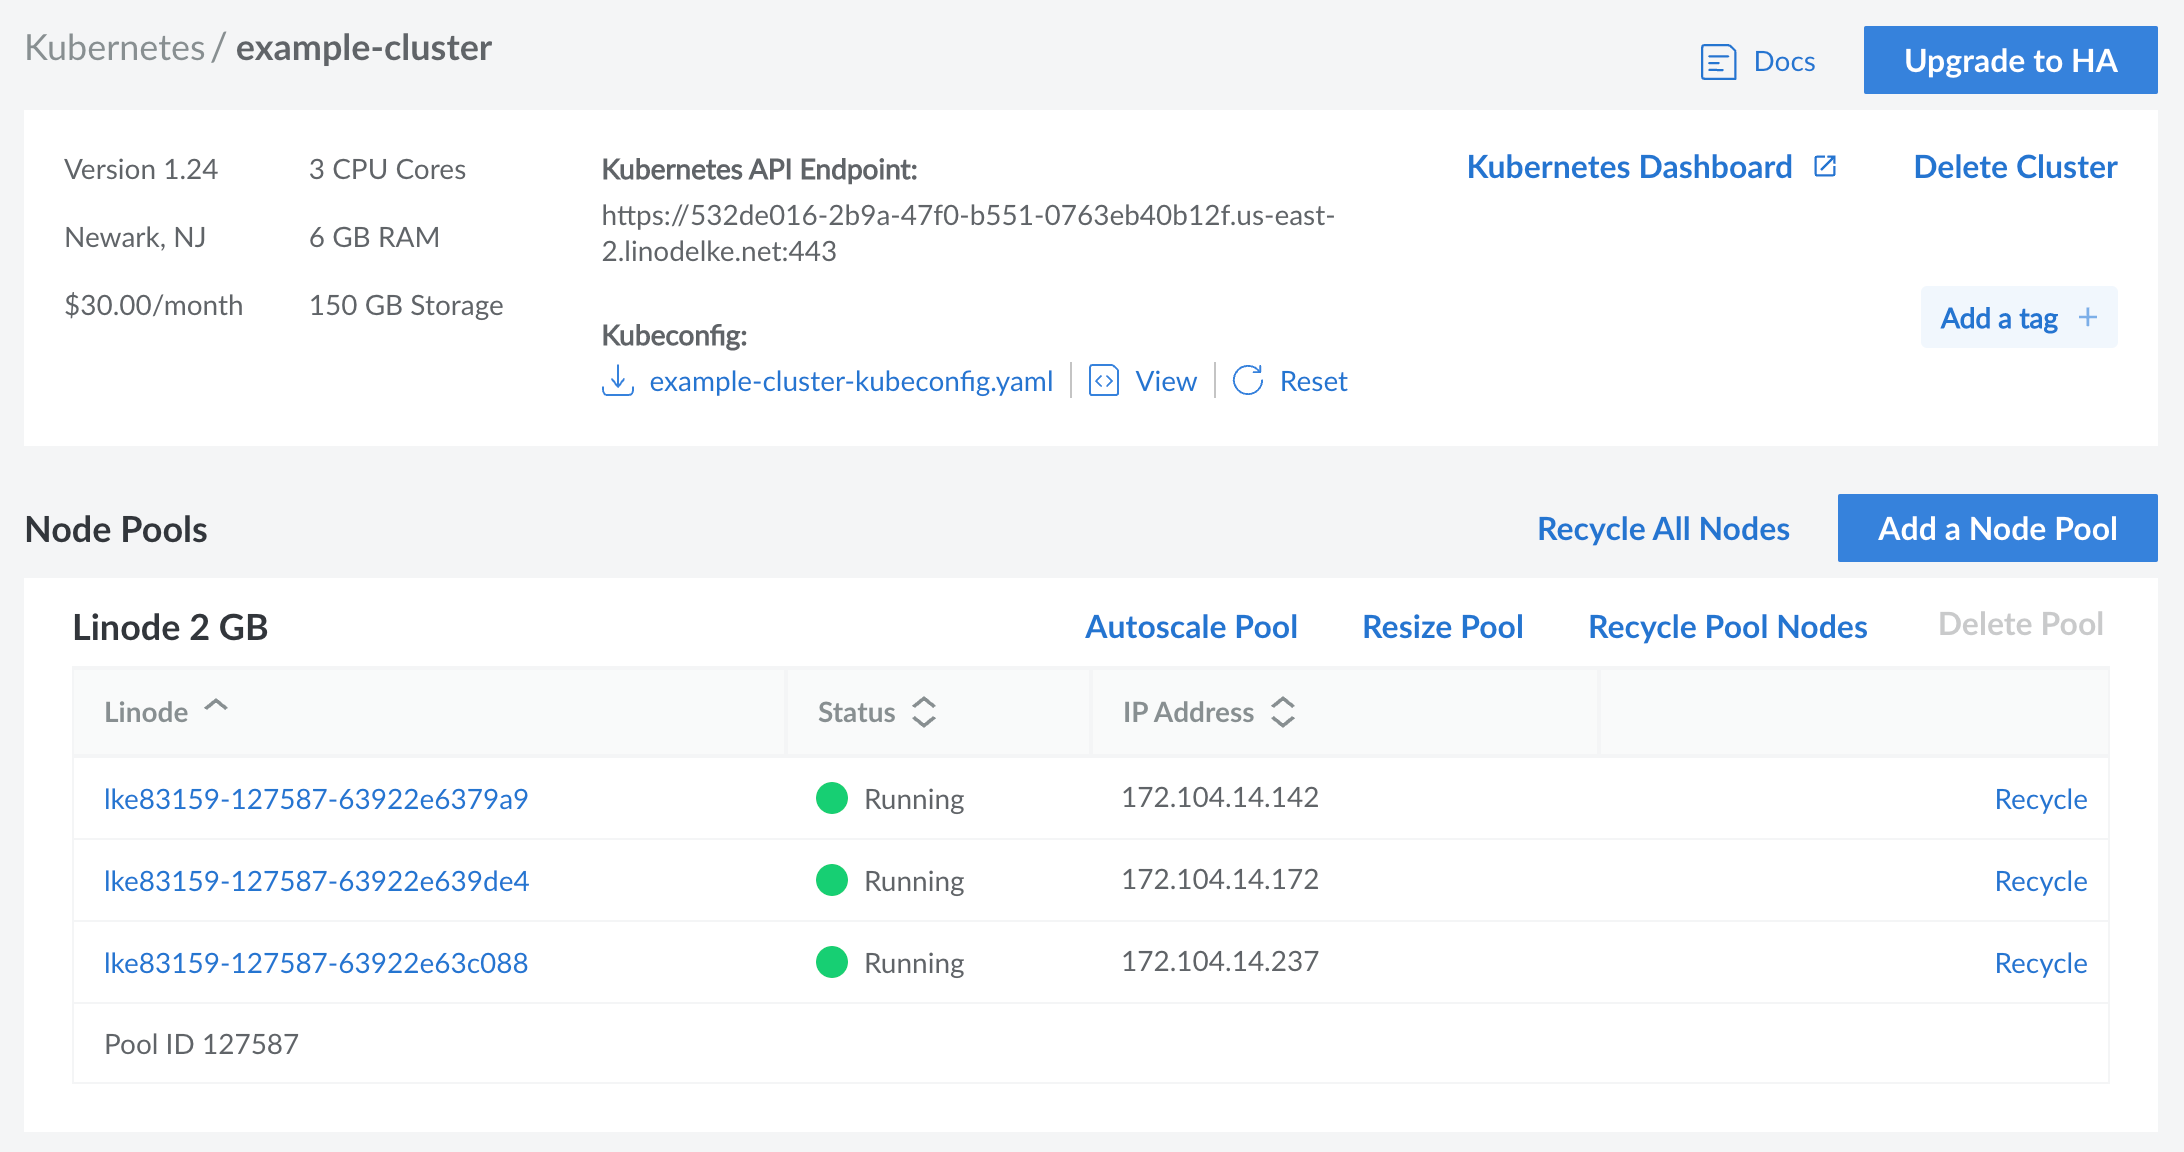 Kubernetes / example-cluster
Docs
Upgrade to HA
Version 1.24
3 CPU Cores
Newark, NJ
6 GB RAM
$30.00/month
150 GB Storage
Kubernetes API Endpoint:
https://532de016-2b9a-47f0-b551-0763eb40b12f.us-east-
2.linodelke.net:443
Kubeconfig:
example-cluster-kubeconfig.yaml
View
Reset
Kubernetes Dashboard
Delete Cluster
Add a tag +
Node Pools
Recycle All Nodes
Add a Node Pool
Linode 2 GB
Autoscale Pool
Resize Pool
Recycle Pool Nodes
Delete Pool
Linode
Status
IP Address
lke83159-127587-63922e6379a9
Running
172.104.14.142
Recycle
lke83159-127587-63922e639de4
Running
172.104.14.172
Recycle
lke83159-127587-63922e63c088
Running
172.104.14.237
Recycle
Pool ID 127587